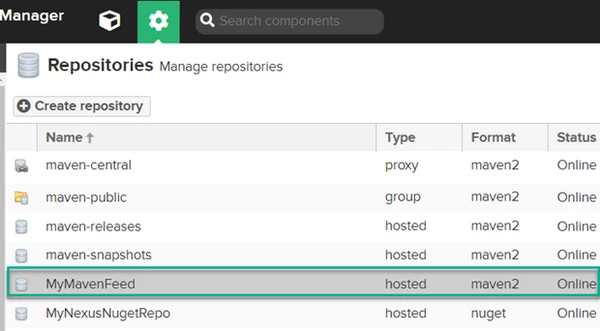 Manager
Search components
Repositories Manage repositories
Create repository
Name Type Format Status
maven-central proxy maven2 Online
maven-public group maven2 Online
maven-releases hosted maven2 Online
maven-snapshots hosted maven2 Online
MyMavenFeed hosted maven2 Online
MyNexusNugetRepo hosted nuget Online